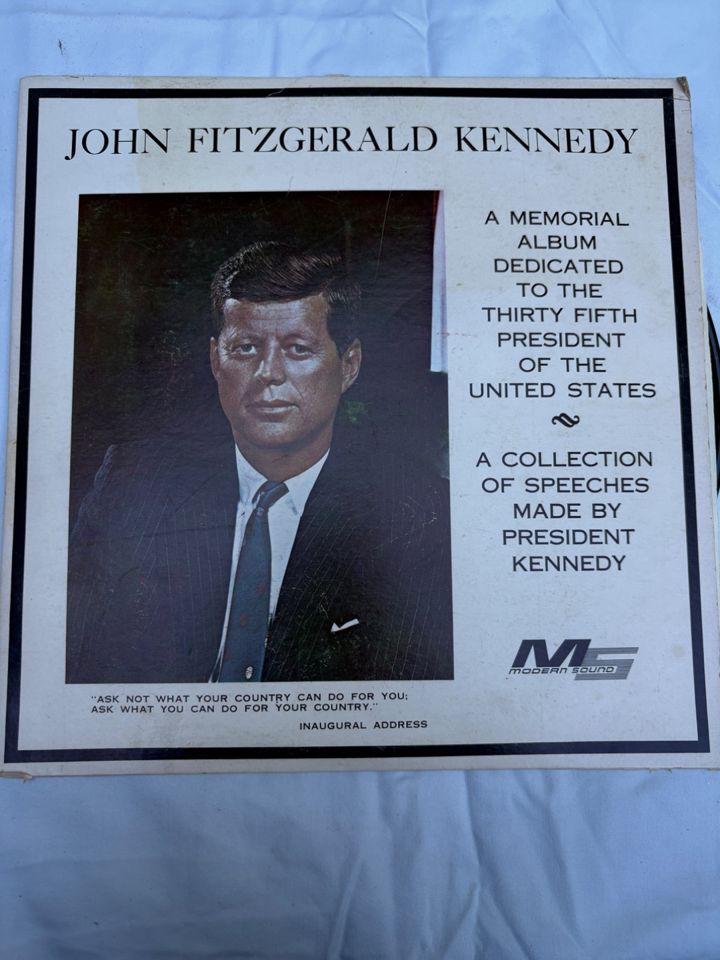 JOHN FITZGERALD KENNEDY
A MEMORIAL
ALBUM
DEDICATED
TO THE
THIRTY FIFTH
PRESIDENT
OF THE
UNITED STATES
A COLLECTION
OF SPEECHES
MADE BY
PRESIDENT
KENNEDY
MS
MODERN SOUND
"ASK NOT WHAT YOUR COUNTRY CAN DO FOR YOU;
ASK WHAT YOU CAN DO FOR YOUR COUNTRY."
INAUGURAL ADDRESS